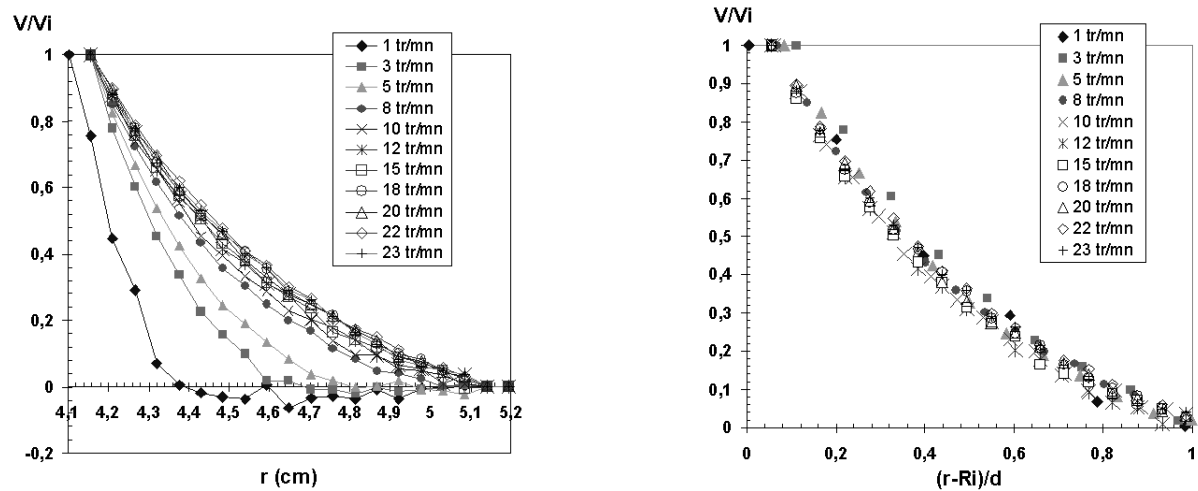 V/Vi
1
0,8
0,6
0,4
0,2
0
-0,2
4,1 4,2 4,3 4,4 4,5 4,6 4,7 4,8 4,9 5 5,1 5,2
r (cm)
1 tr/mn
3 tr/mn
5 tr/mn
8 tr/mn
10 tr/mn
12 tr/mn
15 tr/mn
18 tr/mn
20 tr/mn
22 tr/mn
23 tr/mn
V/Vi
1
0,9
0,8
0,7
0,6
0,5
0,4
0,3
0,2
0,1
0
0 0,2 0,4 0,6 0,8 1
(r-Ri)/d
1 tr/mn
3 tr/mn
5 tr/mn
8 tr/mn
10 tr/mn
12 tr/mn
15 tr/mn
18 tr/mn
20 tr/mn
22 tr/mn
23 tr/mn